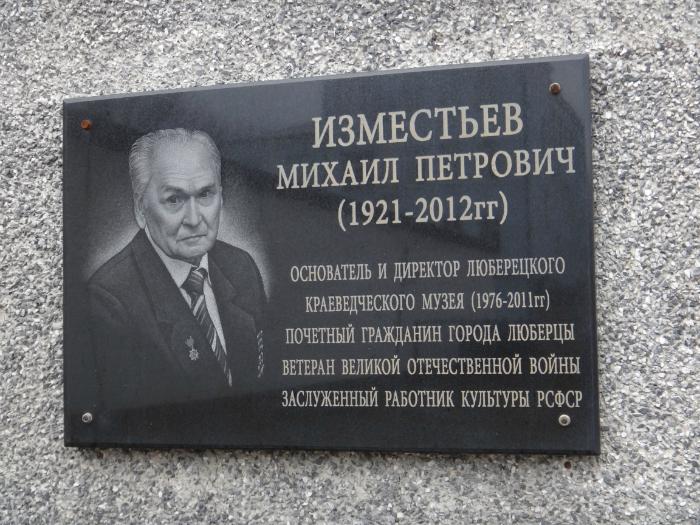 ИЗМЕСТЬЕВ
МИХАИЛ ПЕТРОВИЧ
(1921-2012гг)
ОСНОВАТЕЛЬ И ДИРЕКТОР ЛЮБЕРЕЦКОГО
КРАЕВЕДЧЕСКОГО МУЗЕЯ (1976-2011гг)
ПОЧЕТНЫЙ ГРАЖДАНИН ГОРОДА ЛЮБЕРЦЫ
ВЕТЕРАН ВЕЛИКОЙ ОТЕЧЕСТВЕННОЙ ВОЙНЫ
ЗАСЛУЖЕННЫЙ РАБОТНИК КУЛЬТУРЫ РСФСР